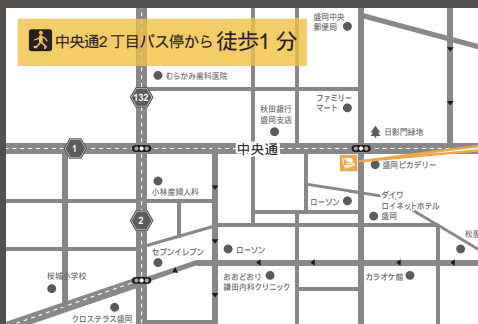 中央通2丁目バス停から徒歩1分
盛岡中央
郵便局
むらかみ歯科医院
132
秋田銀行
盛岡支店
ファミリー
マート
日影門緑地
1
中央通
盛岡ピカデリー
小林産婦人科
ローソン
ダイワ
ロイネットホテル
盛岡
2
セブンイレブン
ローソン
松屋
桜城小学校
おおどおり
鎌田内科クリニック
カラオケ館
クロステラス盛岡